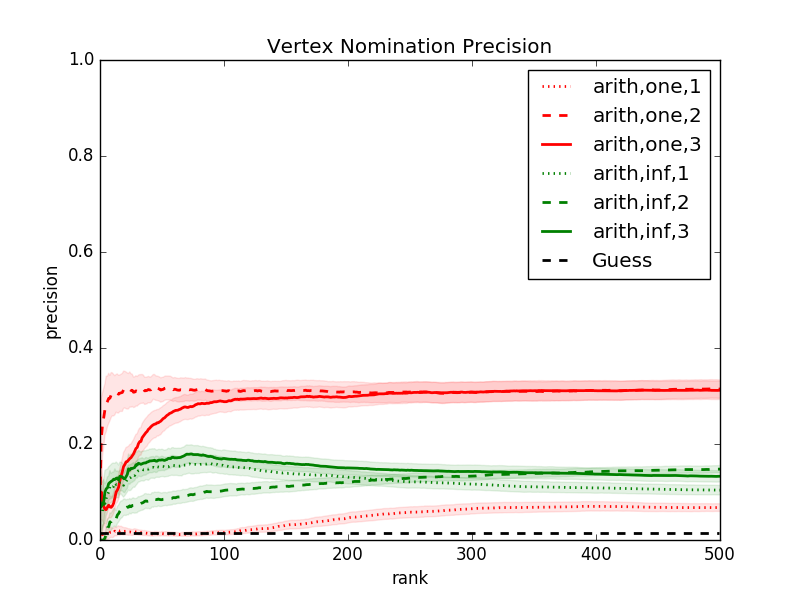 Vertex Nomination Precision
1.0
0.8
0.6
0.4
0.2
0.0
precision
arith,one,1
arith,one,2
arith,one,3
arith,inf,1
arith,inf,2
arith,inf,3
Guess
0 100 200 300 400 500
rank